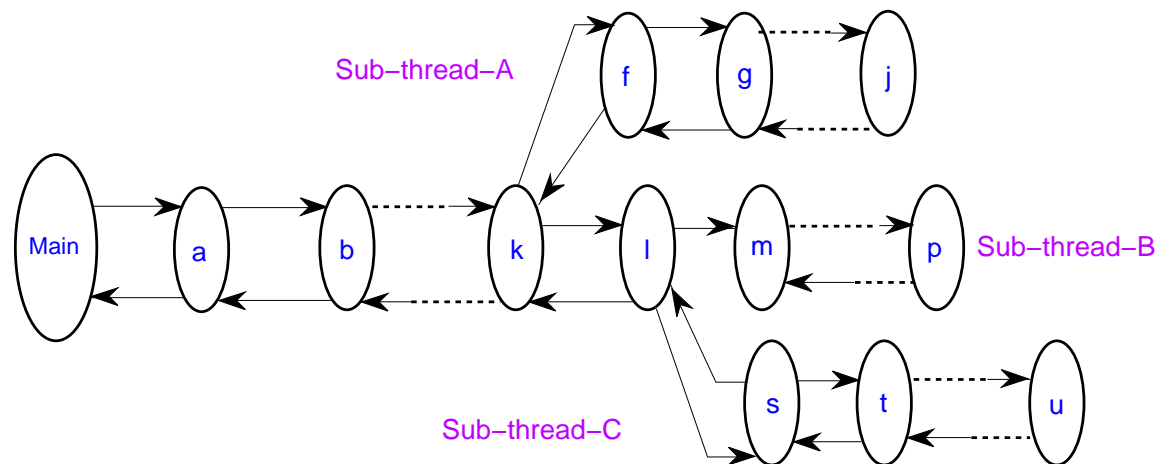 Sub−thread−A
f
g
j
Main
a
b
k
l
m
p
Sub−thread−B
s
t
u
Sub−thread−C